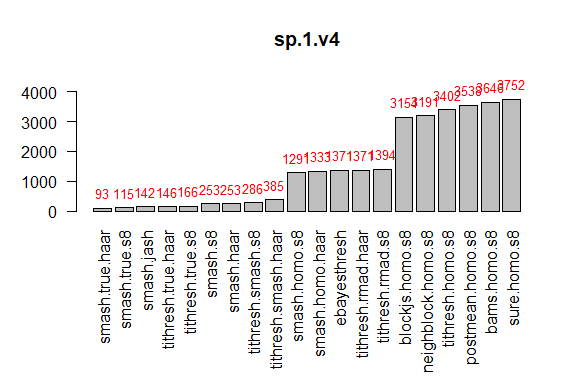 sp.1.v4
4000
3000
2000
1000
0
93
115
142
146
166
253
253
286
385
1291
1333
1371
1371
1394
3154
3191
3402
3538
3646
3752
smash.true.haar
smash.true.s8
smash.jash
tithresh.true.haar
tithresh.true.s8
smash.s8
smash.haar
tithresh.smash.s8
tithresh.smash.haar
smash.homo.s8
smash.homo.haar
ebayesthresh
tithresh.rmad.haar
tithresh.rmad.s8
blockjs.homo.s8
neighblock.homo.s8
tithresh.homo.s8
postmean.homo.s8
bams.homo.s8
sure.homo.s8